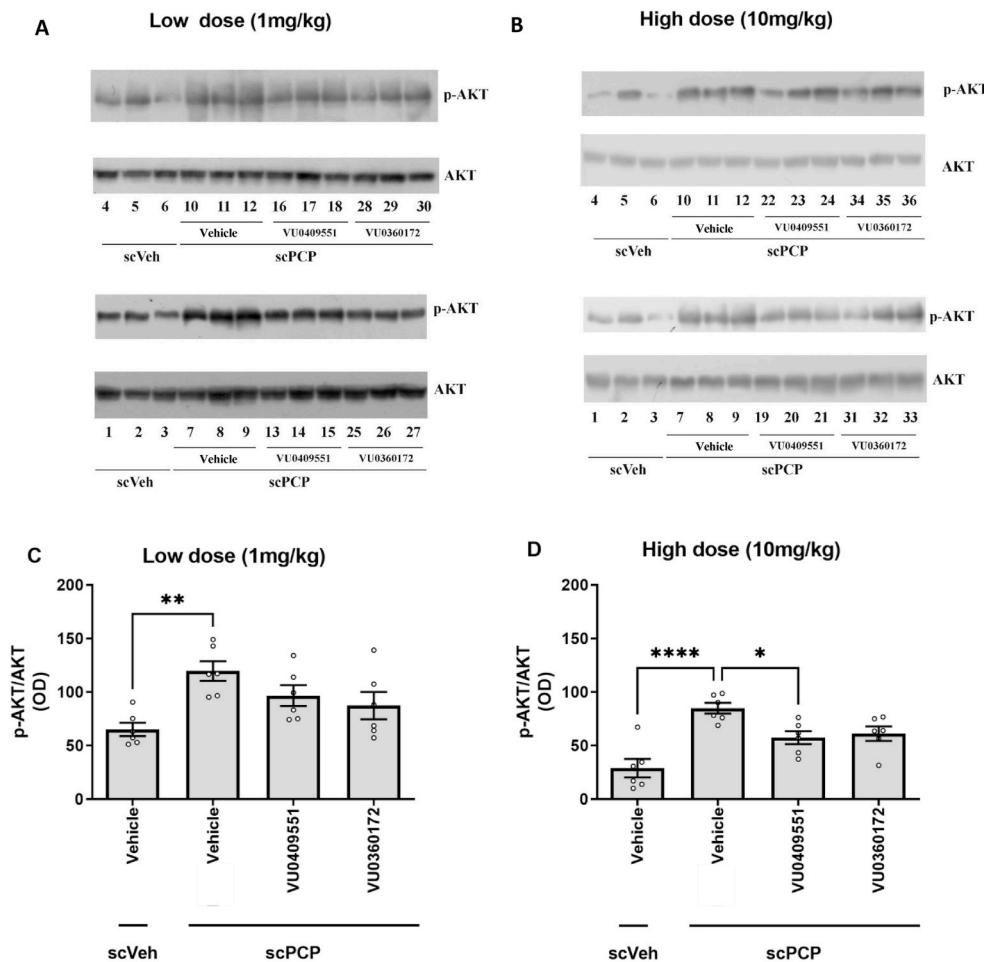 A
Low dose (1mg/kg)
p-AKT
AKT
4 5 6 10 11 12 16 17 18 28 29 30
Vehicle VU0409551 VU0360172
scVeh scPCP
p-AKT
AKT
1 2 3 7 8 9 13 14 15 25 26 27
Vehicle VU0409551 VU0360172
scVeh scPCP
B
High dose (10mg/kg)
p-AKT
AKT
4 5 6 10 11 12 22 23 24 34 35 36
Vehicle VU0409551 VU0360172
scVeh scPCP
p-AKT
AKT
1 2 3 7 8 9 19 20 21 31 32 33
Vehicle VU0409551 VU0360172
scVeh scPCP
C
Low dose (1mg/kg)
p-AKT/AKT
(OD)
200
150
100
50
0
**
Vehicle
Vehicle
VU0409551
VU0360172
scVeh scPCP
D
High dose (10mg/kg)
p-AKT/AKT
(OD)
200
150
100
50
0
**** *
Vehicle
Vehicle
VU0409551
VU0360172
scVeh scPCP